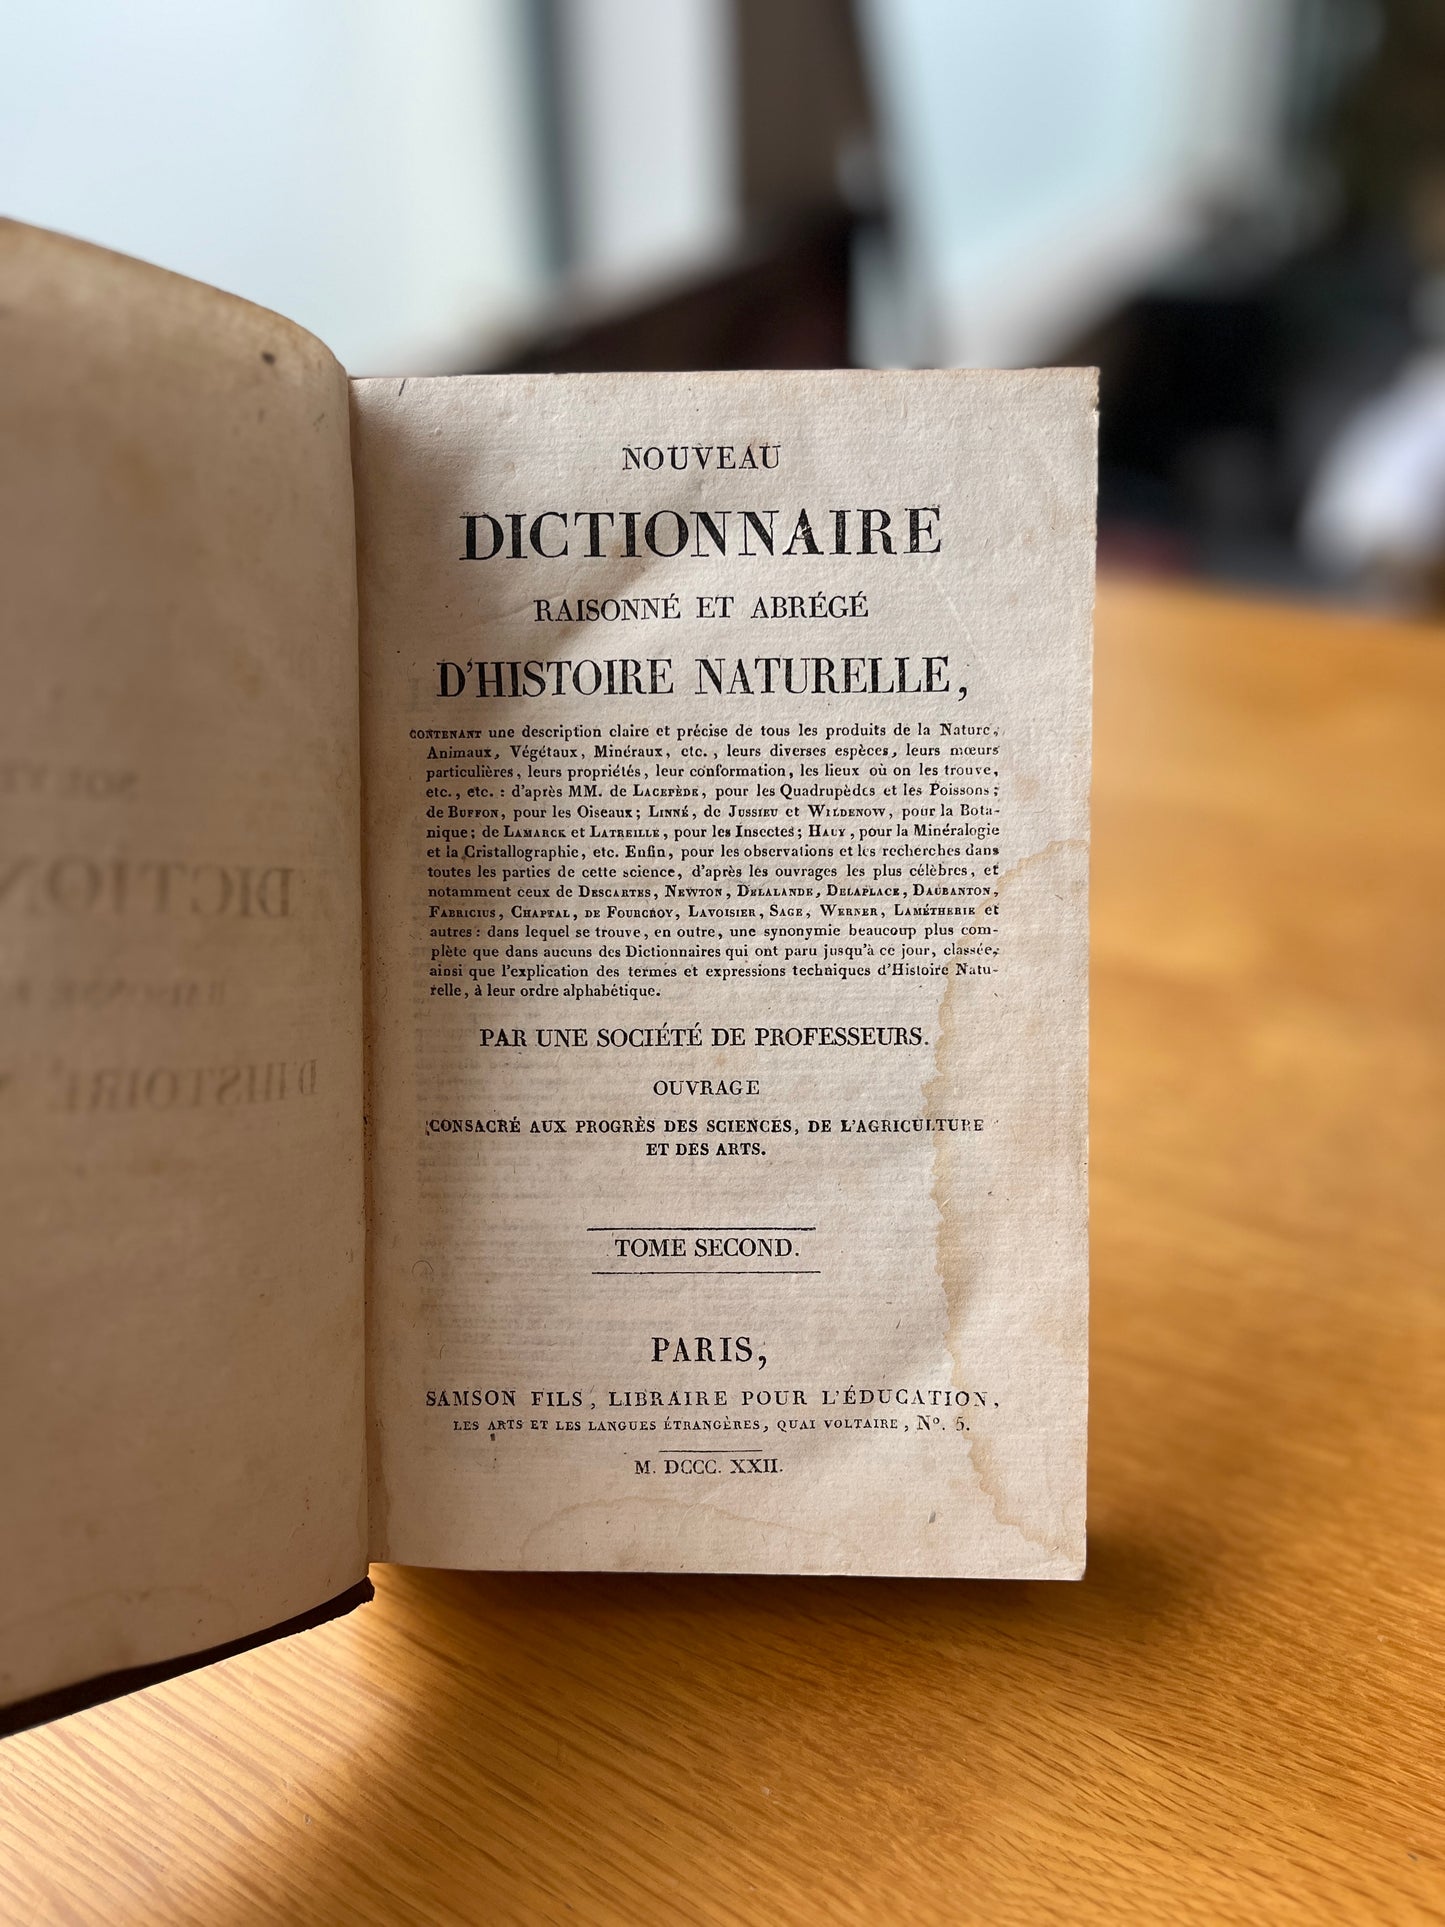 NOUVEAU
DICTIONNAIRE
RAISONNÉ ET ABRÉGÉ
D'HISTOIRE NATURELLE,
CONTENANT une description claire et précise de tous les produits de la Nature,
Animaux, Végétaux, Minéraux, etc., leurs diverses espèces, leurs mœurs
particulières, leurs propriétés, leur conformation, les lieux où on les trouve,
etc., etc. : d'après MM. de LACEPÈDE, pour les Quadrupèdes et les Poissons;
de BUFFON, pour les Oiseaux; LINNÉ, de JUSSIEU et WILDENOW, pour la Bota-
nique; de LAMARCK et LATREILLE, pour les Insectes; HAUY, pour la Minéralogie
et la Cristallographie, etc. Enfin, pour les observations et les recherches dans
toutes les parties de cette science, d'après les ouvrages les plus célèbres, et
notamment ceux de DESCARTES, NEWTON, DELALANDE, DELAPLACE, DAUBANTON,
FABRICIUS, CHAPTAL, DE FOURCROY, LAVOISIER, SAGE, WERNER, LAMÉTHERIE et
autres : dans lequel se trouve, en outre, une synonymie beaucoup plus com-
plète que dans aucuns des Dictionnaires qui ont paru jusqu'à ce jour, classée,
ainsi que l'explication des termes et expressions techniques d'Histoire Natu-
relle, à leur ordre alphabétique.
PAR UNE SOCIÉTÉ DE PROFESSEURS.
OUVRAGE
CONSACRÉ AUX PROGRÈS DES SCIENCES, DE L'AGRICULTURE
ET DES ARTS.
TOME SECOND.
PARIS,
SAMSON FILS, LIBRAIRE POUR L'ÉDUCATION,
LES ARTS ET LES LANGUES ÉTRANGÈRES, QUAI VOLTAIRE, Nº. 5.
M. DCCC. XXII.